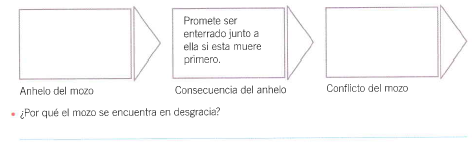 Promete ser
enterrado junto a
ella si esta muere
primero.
Anhelo del mozo
Consecuencia del anhelo
Conflicto del mozo
• ¿Por qué el mozo se encuentra en desgracia?